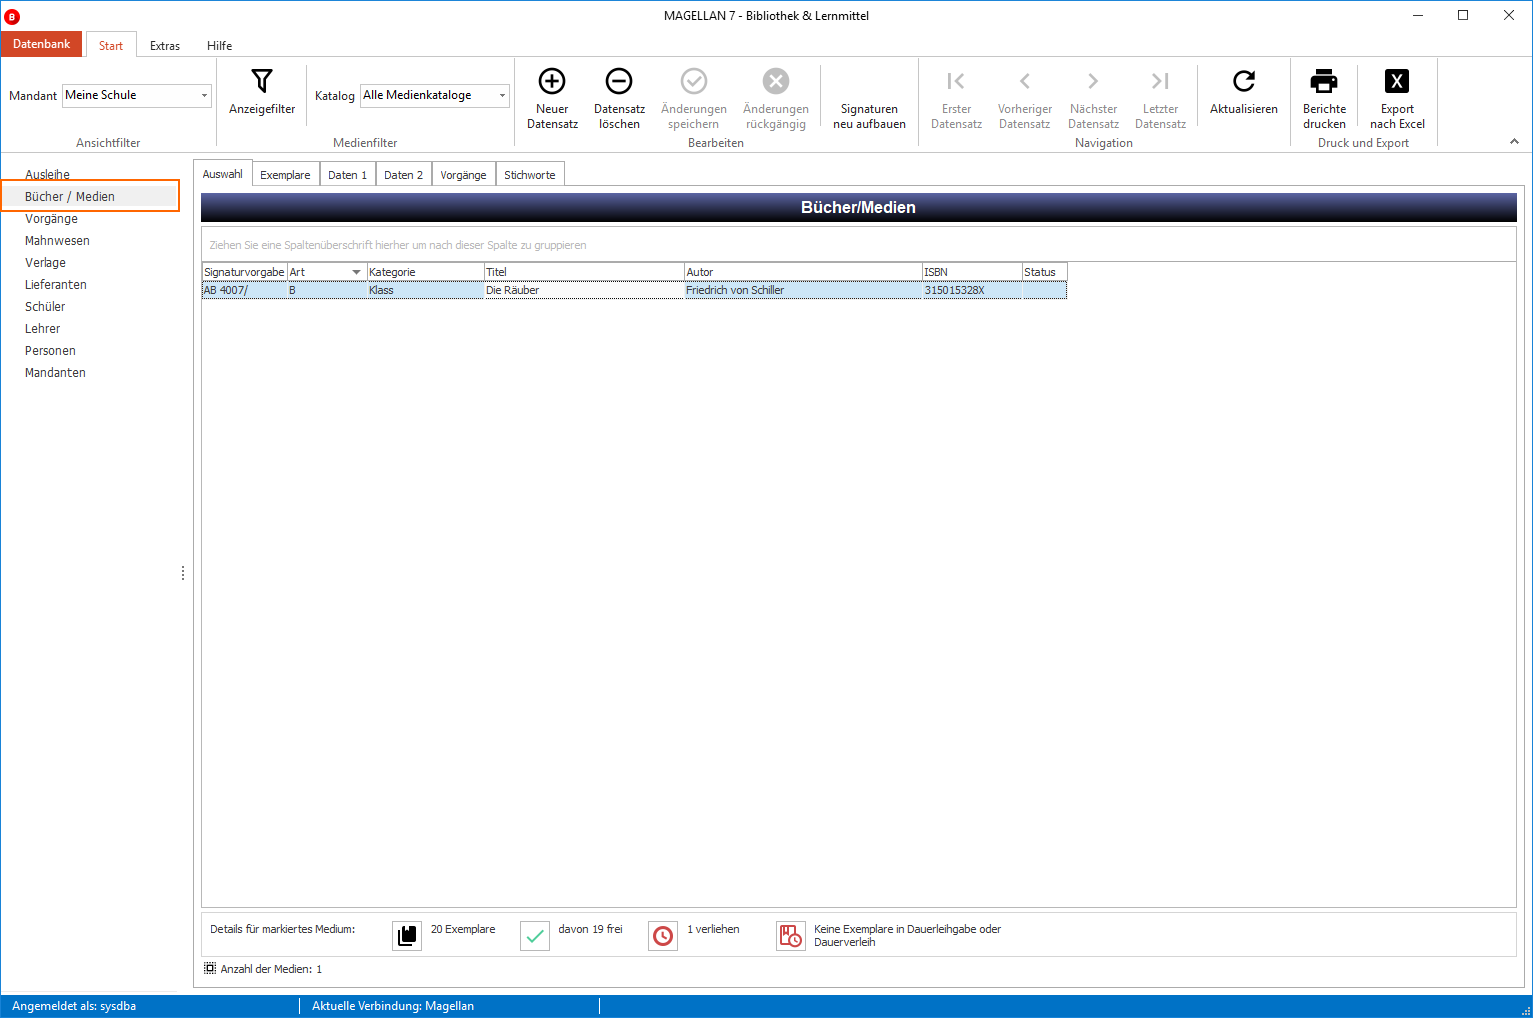 B
MAGELLAN 7 - Bibliothek & Lernmittel
Datenbank Start Extras Hilfe
Mandant Meine Schule
Ansichtfilter
Anzeigefilter
Katalog Alle Medienkataloge
Medienfilter
Neuer
Datensatz
Datensatz
löschen
Änderungen
speichern
Änderungen
rückgängig
Signaturen
neu aufbauen
Bearbeiten
Erster
Datensatz
Vorheriger
Datensatz
Nächster
Datensatz
Letzter
Datensatz
Navigation
Aktualisieren
Berichte
drucken
X
Export
nach Excel
Druck und Export
Ausleihe
Bücher / Medien
Vorgänge
Mahnwesen
Verlage
Lieferanten
Schüler
Lehrer
Personen
Mandanten
Auswahl Exemplare Daten 1 Daten 2 Vorgänge Stichworte
Bücher/Medien
Ziehen Sie eine Spaltenüberschrift hierher um nach dieser Spalte zu gruppieren
Signaturvorgabe Art Kategorie Titel Autor ISBN Status
AB 4007/ B Klass Die Räuber Friedrich von Schiller 315015328X
Details für markiertes Medium: 20 Exemplare davon 19 frei 1 verliehen Keine Exemplare in Dauerleihgabe oder
Dauerverleih
Anzahl der Medien: 1
Angemeldet als: sysdba Aktuelle Verbindung: Magellan